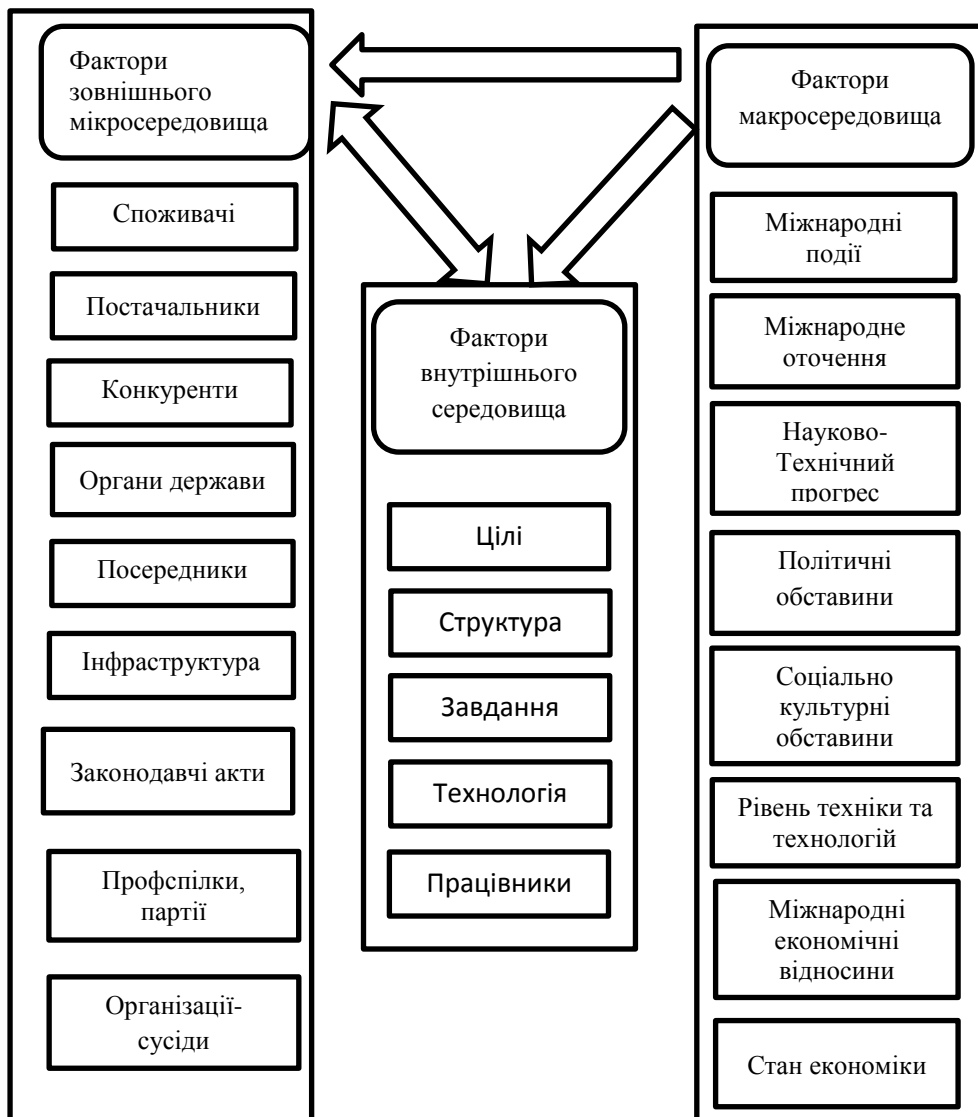 Фактори
зовнішнього
мікросередовища
Споживачі
Постачальники
Конкуренти
Органи держави
Посередники
Інфраструктура
Законодавчі акти
Профспілки,
партії
Організації-
сусіди
Фактори
внутрішнього
середовища
Цілі
Структура
Завдання
Технологія
Працівники
Фактори
макросередовища
Міжнародні
події
Міжнародне
оточення
Науково-
Технічний
прогрес
Політичні
обставини
Соціально
культурні
обставини
Рівень техніки та
технологій
Міжнародні
економічні
відносини
Стан економіки